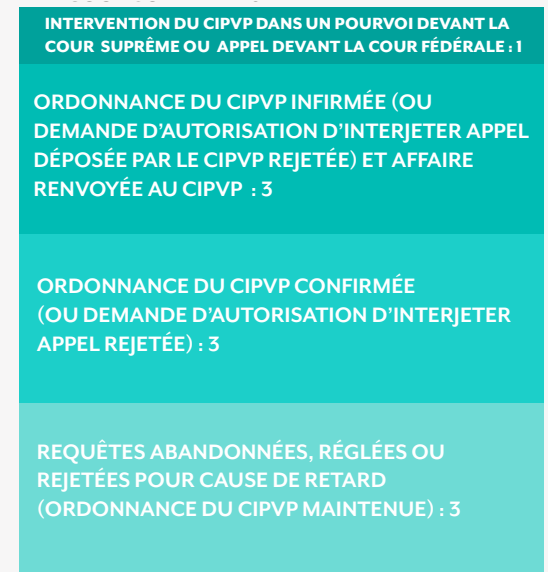 INTERVENTION DU CIPVP DANS UN POURVOI DEVANT LA
COUR SUPRÊME OU APPEL DEVANT LA COUR FÉDÉRALE : 1
ORDONNANCE DU CIPVP INFIRMÉE (OU
DEMANDE D'AUTORISATION D'INTERJETER APPEL
DÉPOSÉE PAR LE CIPVP REJETÉE) ET AFFAIRE
RENVOYÉE AU CIPVP : 3
ORDONNANCE DU CIPVP CONFIRMÉE
(OU DEMANDE D'AUTORISATION D'INTERJETER
APPEL REJETÉE) : 3
REQUÊTES ABANDONNÉES, RÉGLÉES OU
REJETÉES POUR CAUSE DE RETARD
(ORDONNANCE DU CIPVP MAINTENUE) : 3